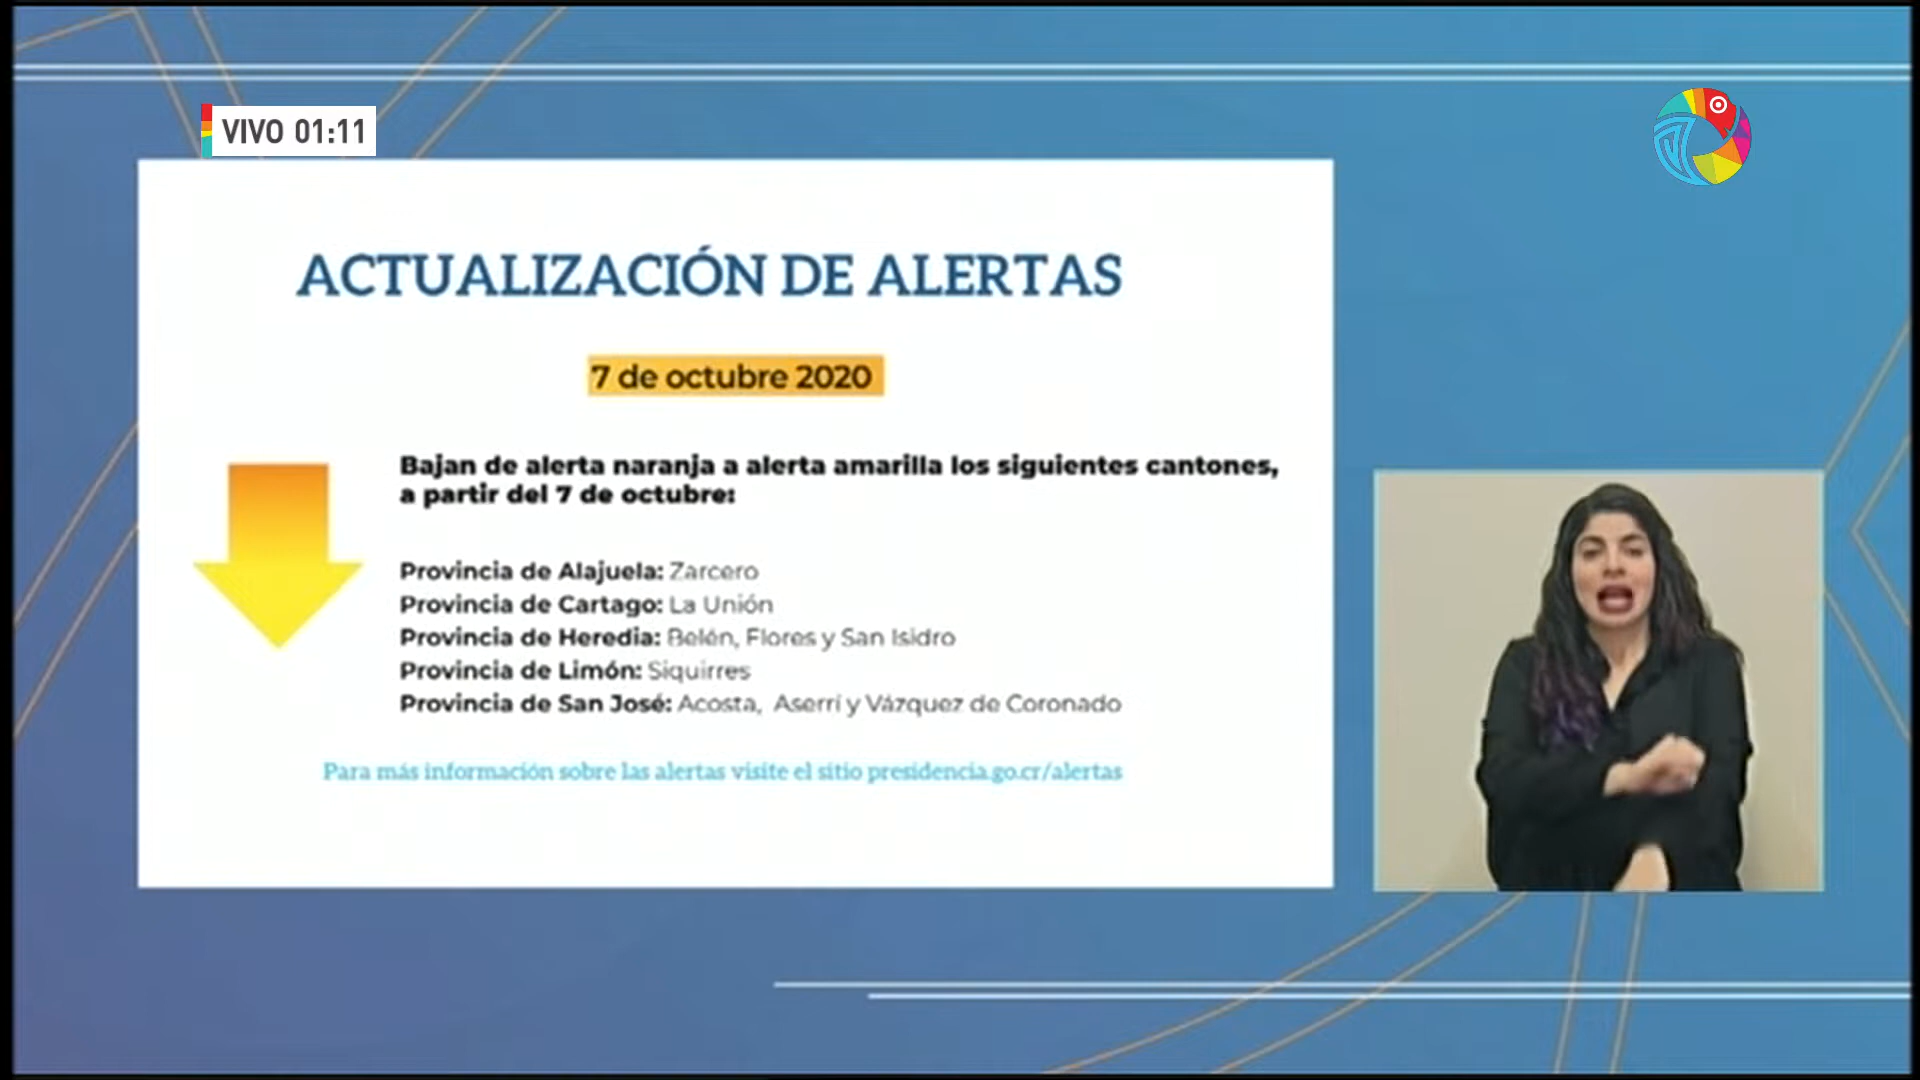 VIVO 01:11
ACTUALIZACIÓN DE ALERTAS
7 de octubre 2020
Bajan de alerta naranja a alerta amarilla los siguientes cantones,
a partir del 7 de octubre:
Provincia de Alajuela: Zarcero
Provincia de Cartago: La Unión
Provincia de Heredia: Belén, Flores y San Isidro
Provincia de Limón: Siquirres
Provincia de San José: Acosta, Aserrí y Vázquez de Coronado
Para más información sobre las alertas visite el sitio presidencia.go.cr/alertas